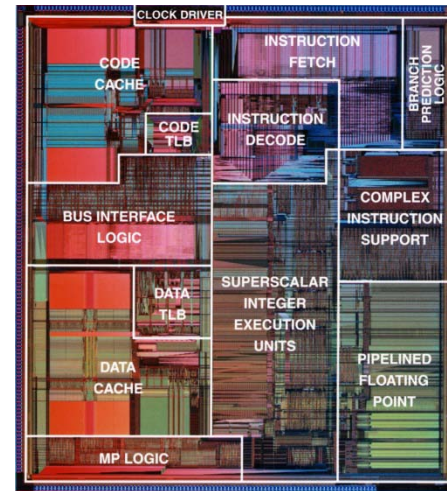 CLOCK DRIVER
CODE
CACHE
CODE
TLB
INSTRUCTION
FETCH
BRANCH
PREDICTION
LOGIC
INSTRUCTION
DECODE
BUS INTERFACE
LOGIC
COMPLEX
INSTRUCTION
SUPPORT
DATA
TLB
SUPERSCALAR
INTEGER
EXECUTION
UNITS
DATA
CACHE
PIPELINED
FLOATING
POINT
MP LOGIC